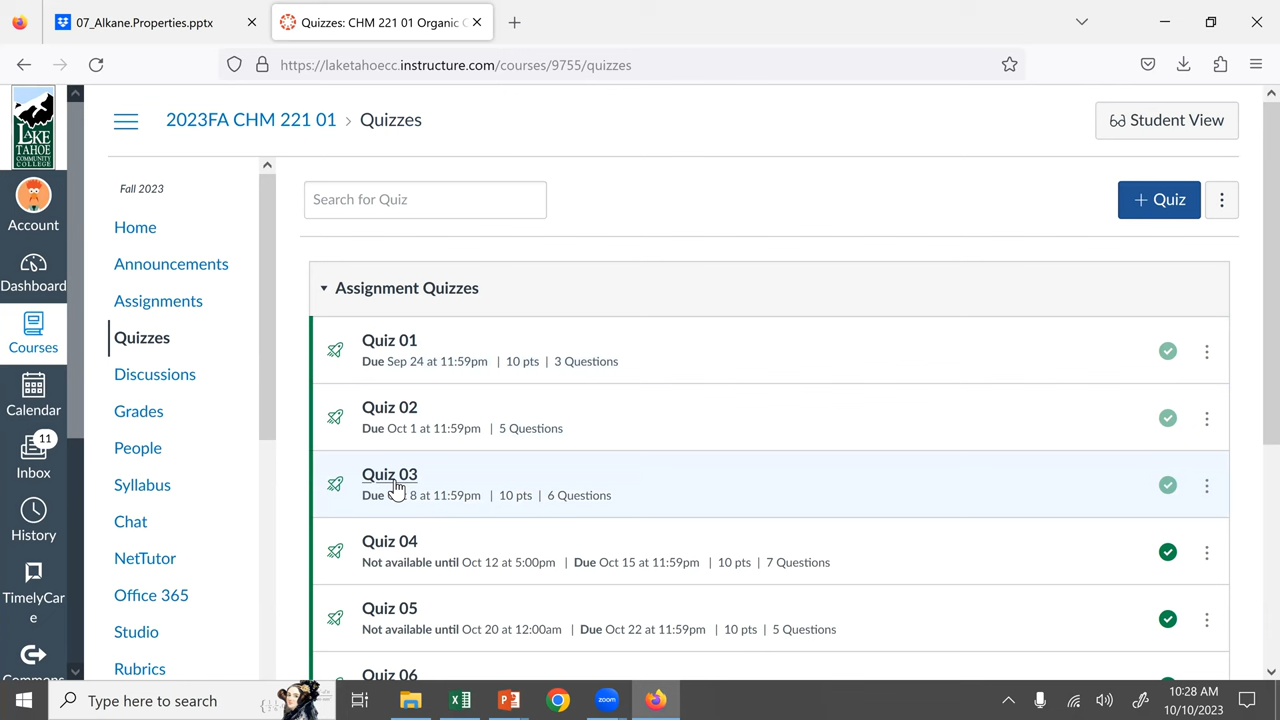 07_Alkane.Properties.pptx
Quizzes: CHM 221 01 Organic C
https://laketahoecc.instructure.com/courses/9755/quizzes
LAKE
TAHOE
COMMUNITY
COLLEGE
2023FA CHM 221 01 › Quizzes
Student View
Fall 2023
Search for Quiz
+ Quiz
Account
Dashboard
Courses
Calendar
11
Inbox
History
TimelyCar
e
Home
Announcements
Assignments
Quizzes
Discussions
Grades
People
Syllabus
Chat
NetTutor
Office 365
Studio
Rubrics
Assignment Quizzes
Quiz 01
Due Sep 24 at 11:59pm | 10 pts | 3 Questions
Quiz 02
Due Oct 1 at 11:59pm | 5 Questions
Quiz 03
Due 8 at 11:59pm | 10 pts | 6 Questions
Quiz 04
Not available until Oct 12 at 5:00pm | Due Oct 15 at 11:59pm | 10 pts | 7 Questions
Quiz 05
Not available until Oct 20 at 12:00am | Due Oct 22 at 11:59pm | 10 pts | 5 Questions
Quiz 06
Type here to search
zoom
10:28 AM
10/10/2023